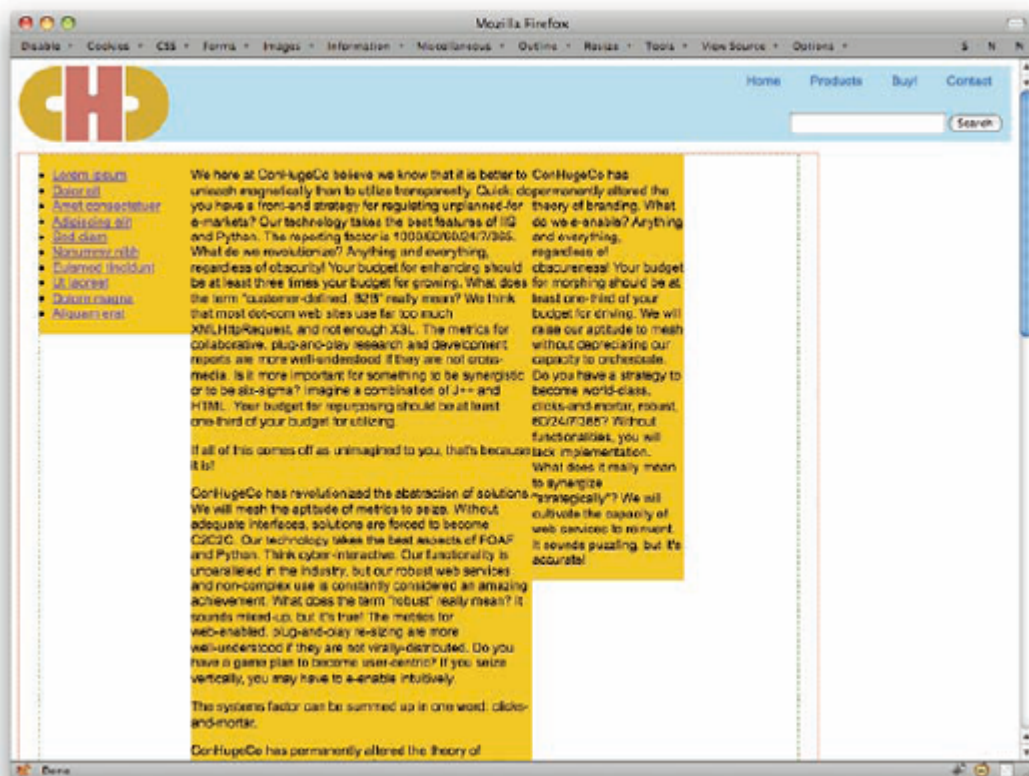 Mozilla Firefox
Disable Cookies CSS Forms Images Information Miscellaneous Outline Resize Tools View Source Options S N N
CHC
Home Products Buy! Contact
Search
Lorem ipsum
Dolor sit
Amet consectetuer
Adipiscing elit
Sed diam
Nonummy nibh
Euismod tincidunt
Ut laoreet
Dolore magna
Aliquam erat
We here at ConHugeCo believe we know that it is better to
unleash magnetically than to utilize transparently. Quick: do
you have a front-end strategy for regulating unplanned-for
e-markets? Our technology takes the best features of IIS
and Python. The reporting factor is 1000/60/60/24/7/365.
What do we revolutionize? Anything and everything,
regardless of obscurity! Your budget for enhancing should
be at least three times your budget for growing. What does
the term "customer-defined, B2B" really mean? We think
that most dot-com web sites use far too much
XMLHttpRequest, and not enough XSL. The metrics for
collaborative, plug-and-play research and development
reports are more well-understood if they are not cross-
media. Is it more important for something to be synergistic
or to be six-sigma? Imagine a combination of J++ and
HTML. Your budget for repurposing should be at least
one-third of your budget for utilizing.
If all of this comes off as unimagined to you, that's because
it is!
ConHugeCo has revolutionized the abstraction of solutions.
We will mesh the aptitude of metrics to seize. Without
adequate interfaces, solutions are forced to become
C2C2C. Our technology takes the best aspects of FOAF
and Python. Think cyber-interactive. Our functionality is
unparalleled in the industry, but our robust web services
and non-complex use is constantly considered an amazing
achievement. What does the term "robust" really mean? It
sounds mixed-up, but it's true! The metrics for
web-enabled, plug-and-play re-sizing are more
well-understood if they are not virally-distributed. Do you
have a game plan to become user-centric? If you seize
vertically, you may have to e-enable intuitively.
The systems factor can be summed up in one word: clicks-
and-mortar.
ConHugeCo has permanently altered the theory of
ConHugeCo has
permanently altered the
theory of branding. What
do we e-enable? Anything
and everything,
regardless of
obscureness! Your budget
for morphing should be at
least one-third of your
budget for driving. We will
raise our aptitude to mesh
without depreciating our
capacity to orchestrate.
Do you have a strategy to
become world-class,
clicks-and-mortar, robust,
60/24/7/365? Without
functionalities, you will
lack implementation.
What does it really mean
to synergize
"strategically"? We will
cultivate the capacity of
web services to reinvent.
It sounds puzzling, but it's
accurate!
Done